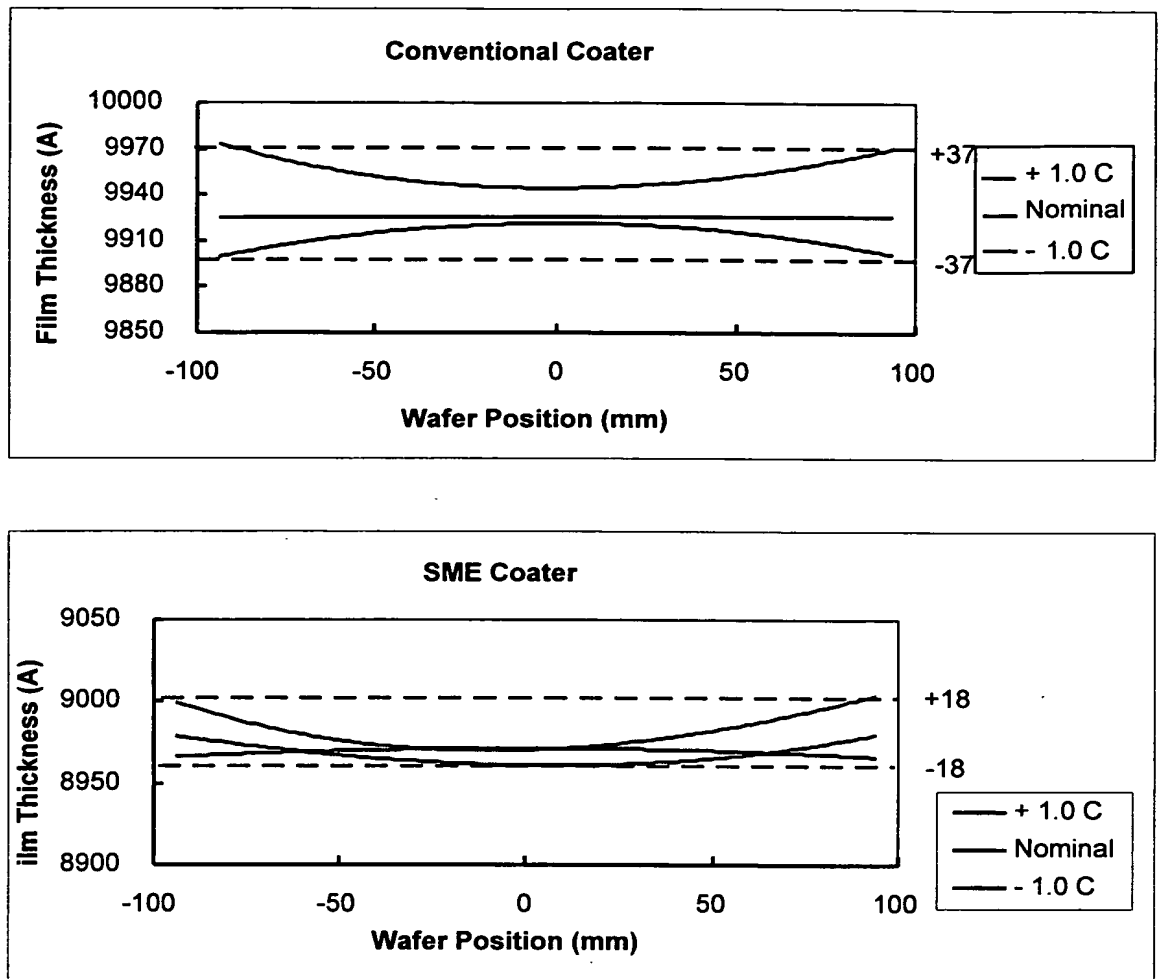 Conventional Coater
Film Thickness (A)
10000
9970
9940
9910
9880
9850
-100
-50
0
50
100
Wafer Position (mm)
+37
-37
+ 1.0 C
Nominal
- 1.0 C
SME Coater
ilm Thickness (A)
9050
9000
8950
8900
-100
-50
0
50
100
Wafer Position (mm)
+18
-18
+ 1.0 C
Nominal
- 1.0 C